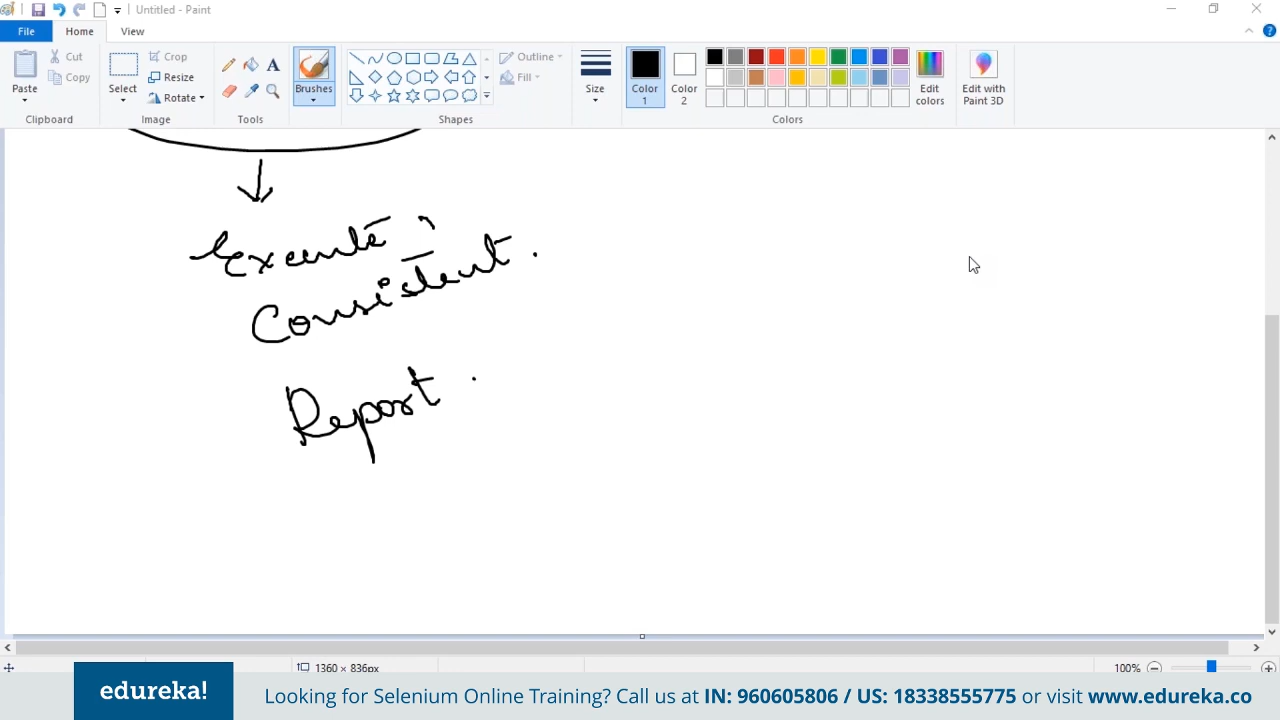 Untitled - Paint
File Home View
Paste
Cut
Copy
Clipboard
Select
Crop
Resize
Rotate
Image
A
Tools
Brushes
Outline
Fill
Shapes
Size
Color 1
Color 2
Edit colors
Colors
Edit with Paint 3D
Execute
Consistent.
Report.
1360 × 836px
100%
edureka!
Looking for Selenium Online Training? Call us at IN: 960605806 / US: 18338555775 or visit www.edureka.co